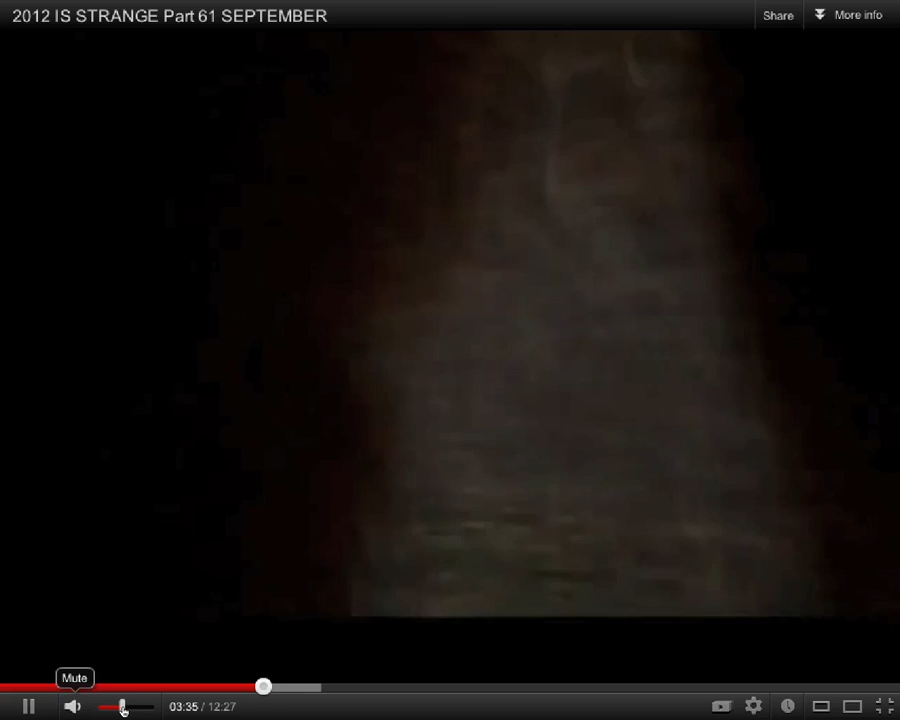 2012 IS STRANGE Part 61 SEPTEMBER
Share
More info
Mute
03:35 / 12:27